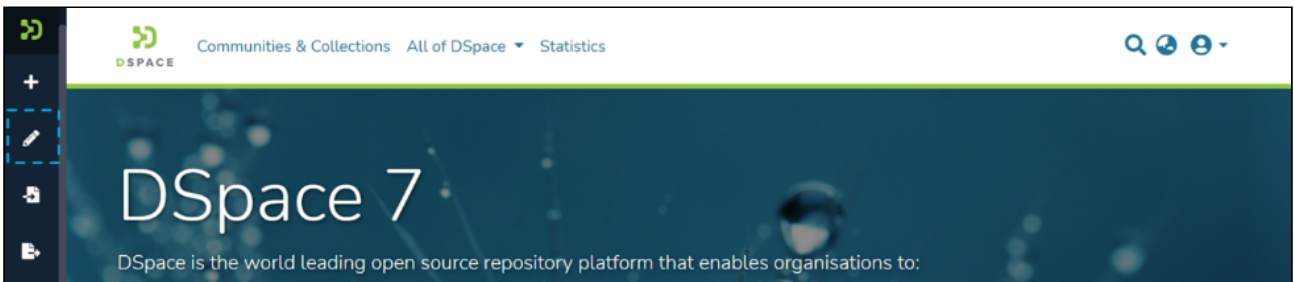 DSPACE
Communities & Collections All of DSpace Statistics
DSpace 7
DSpace is the world leading open source repository platform that enables organisations to: